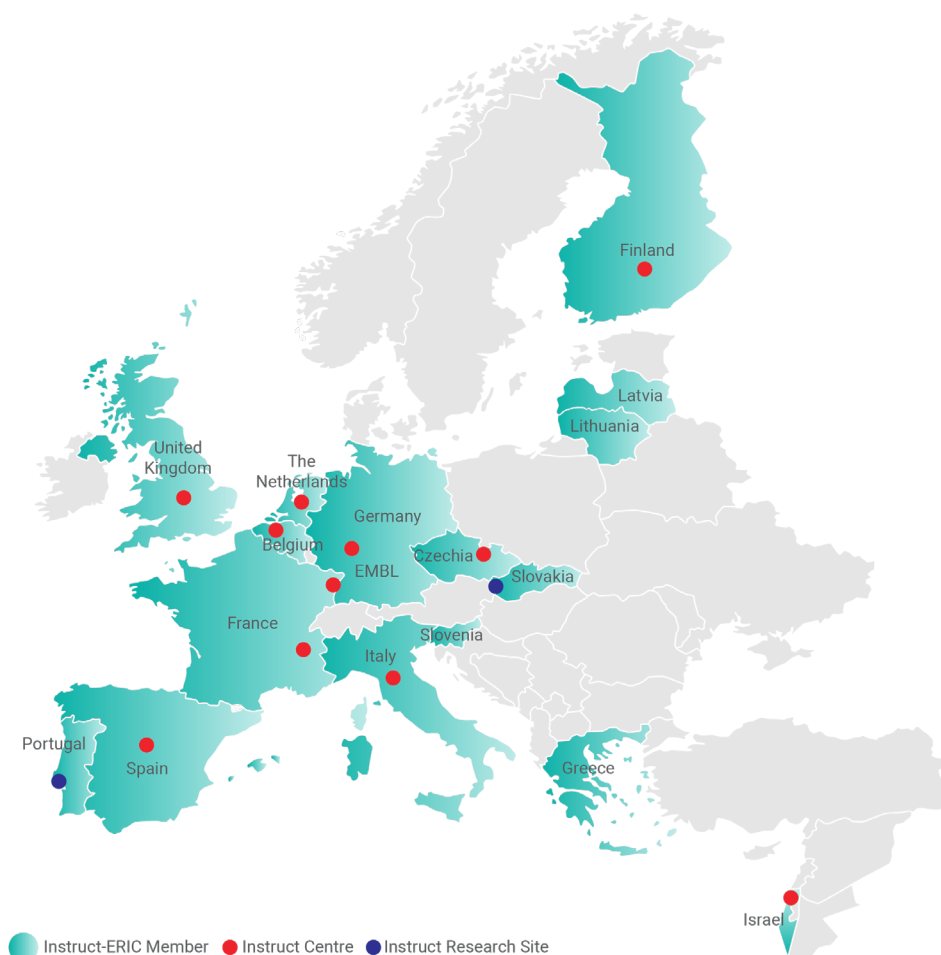 Finland
Latvia
Lithuania
United
Kingdom
The
Netherlands
Germany
Belgium
Czechia
EMBL
Slovakia
France
Slovenia
Italy
Portugal
Spain
Greece
Israel
Instruct-ERIC Member
Instruct Centre
Instruct Research Site